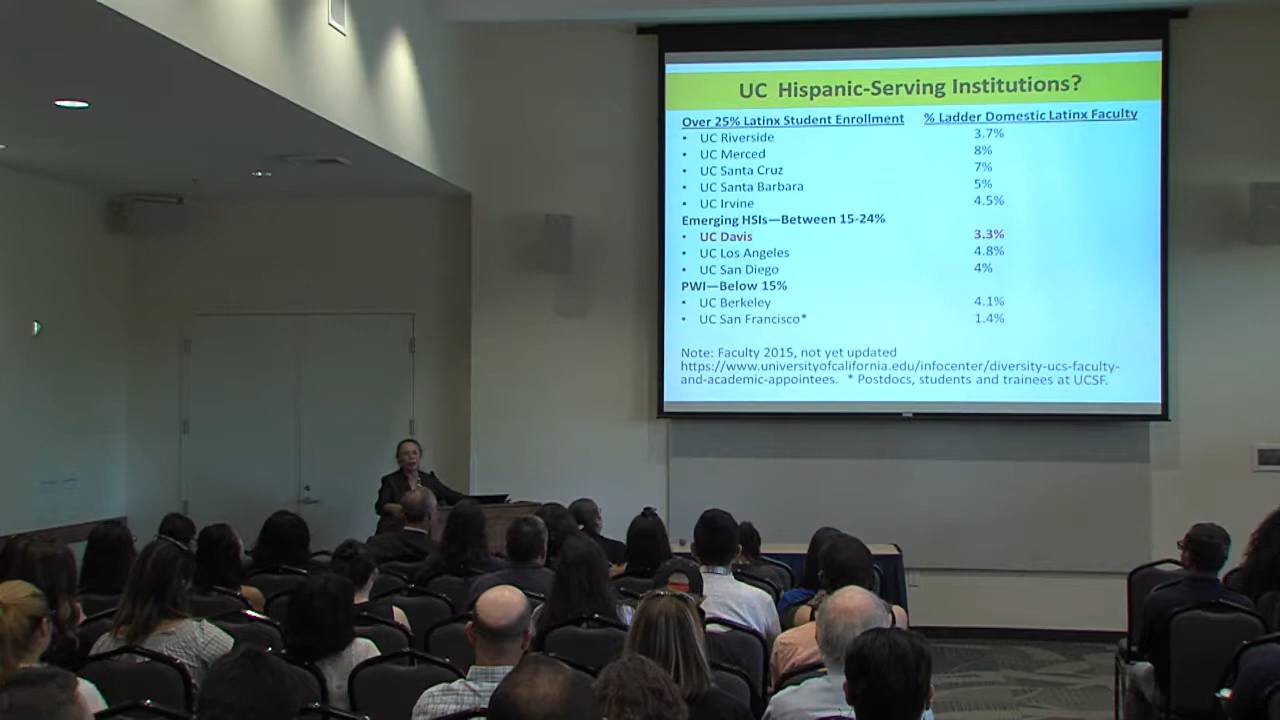 UC Hispanic-Serving Institutions?
Over 25% Latinx Student Enrollment % Ladder Domestic Latinx Faculty
• UC Riverside 3.7%
• UC Merced 8%
• UC Santa Cruz 7%
• UC Santa Barbara 5%
• UC Irvine 4.5%
Emerging HSIs—Between 15-24%
• UC Davis 3.3%
• UC Los Angeles 4.8%
• UC San Diego 4%
PWI—Below 15%
• UC Berkeley 4.1%
• UC San Francisco* 1.4%
Note: Faculty 2015, not yet updated
https://www.universityofcalifornia.edu/infocenter/diversity-ucs-faculty-
and-academic-appointees. * Postdocs, students and trainees at UCSF.